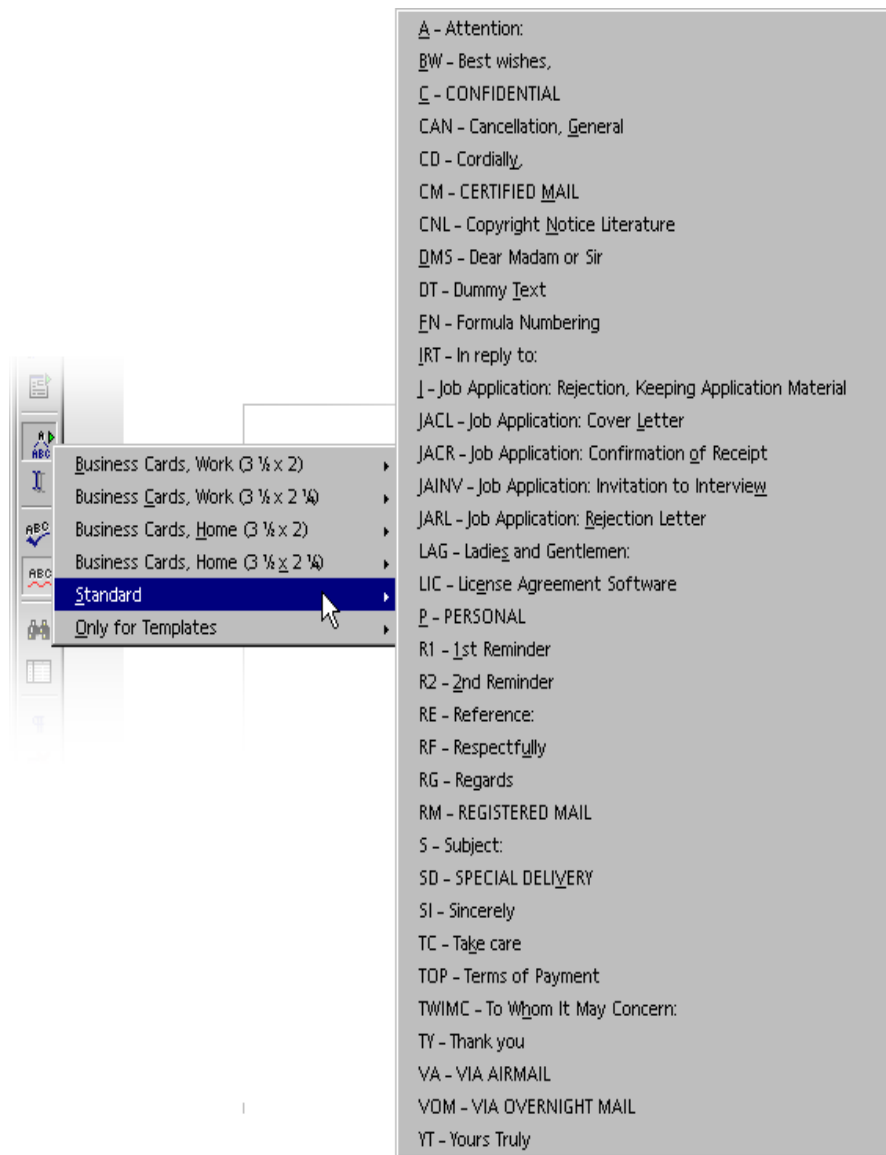 A – Attention:
BW – Best wishes,
C – CONFIDENTIAL
CAN – Cancellation, General
CD – Cordially,
CM – CERTIFIED MAIL
CNL – Copyright Notice Literature
DMS – Dear Madam or Sir
DT – Dummy Text
FN – Formula Numbering
IRT – In reply to:
J – Job Application: Rejection, Keeping Application Material
JACL – Job Application: Cover Letter
JACR – Job Application: Confirmation of Receipt
JAINV – Job Application: Invitation to Interview
JARL – Job Application: Rejection Letter
LAG – Ladies and Gentlemen:
LIC – License Agreement Software
P – PERSONAL
R1 – 1st Reminder
R2 – 2nd Reminder
RE – Reference:
RF – Respectfully
RG – Regards
RM – REGISTERED MAIL
S – Subject:
SD – SPECIAL DELIVERY
SI – Sincerely
TC – Take care
TOP – Terms of Payment
TWIMC – To Whom It May Concern:
TY – Thank you
VA – VIA AIRMAIL
VOM – VIA OVERNIGHT MAIL
YT – Yours Truly
A
ABC
ABC
ABC
Business Cards, Work (3 ½ x 2)
Business Cards, Work (3 ½ x 2 ¼)
Business Cards, Home (3 ½ x 2)
Business Cards, Home (3 ½ x 2 ¼)
Standard
Only for Templates